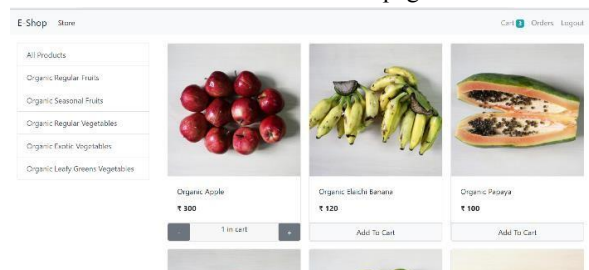 E-Shop Store Cart 3 Orders Logout
All Products
Organic Regular Fruits
Organic Seasonal Fruits
Organic Regular Vegetables
Organic Exotic Vegetables
Organic Leafy Greens Vegetables
Organic Apple
₹ 300
- 1 in cart +
Organic Elaichi Banana
₹ 120
Add To Cart
Organic Papaya
₹ 100
Add To Cart